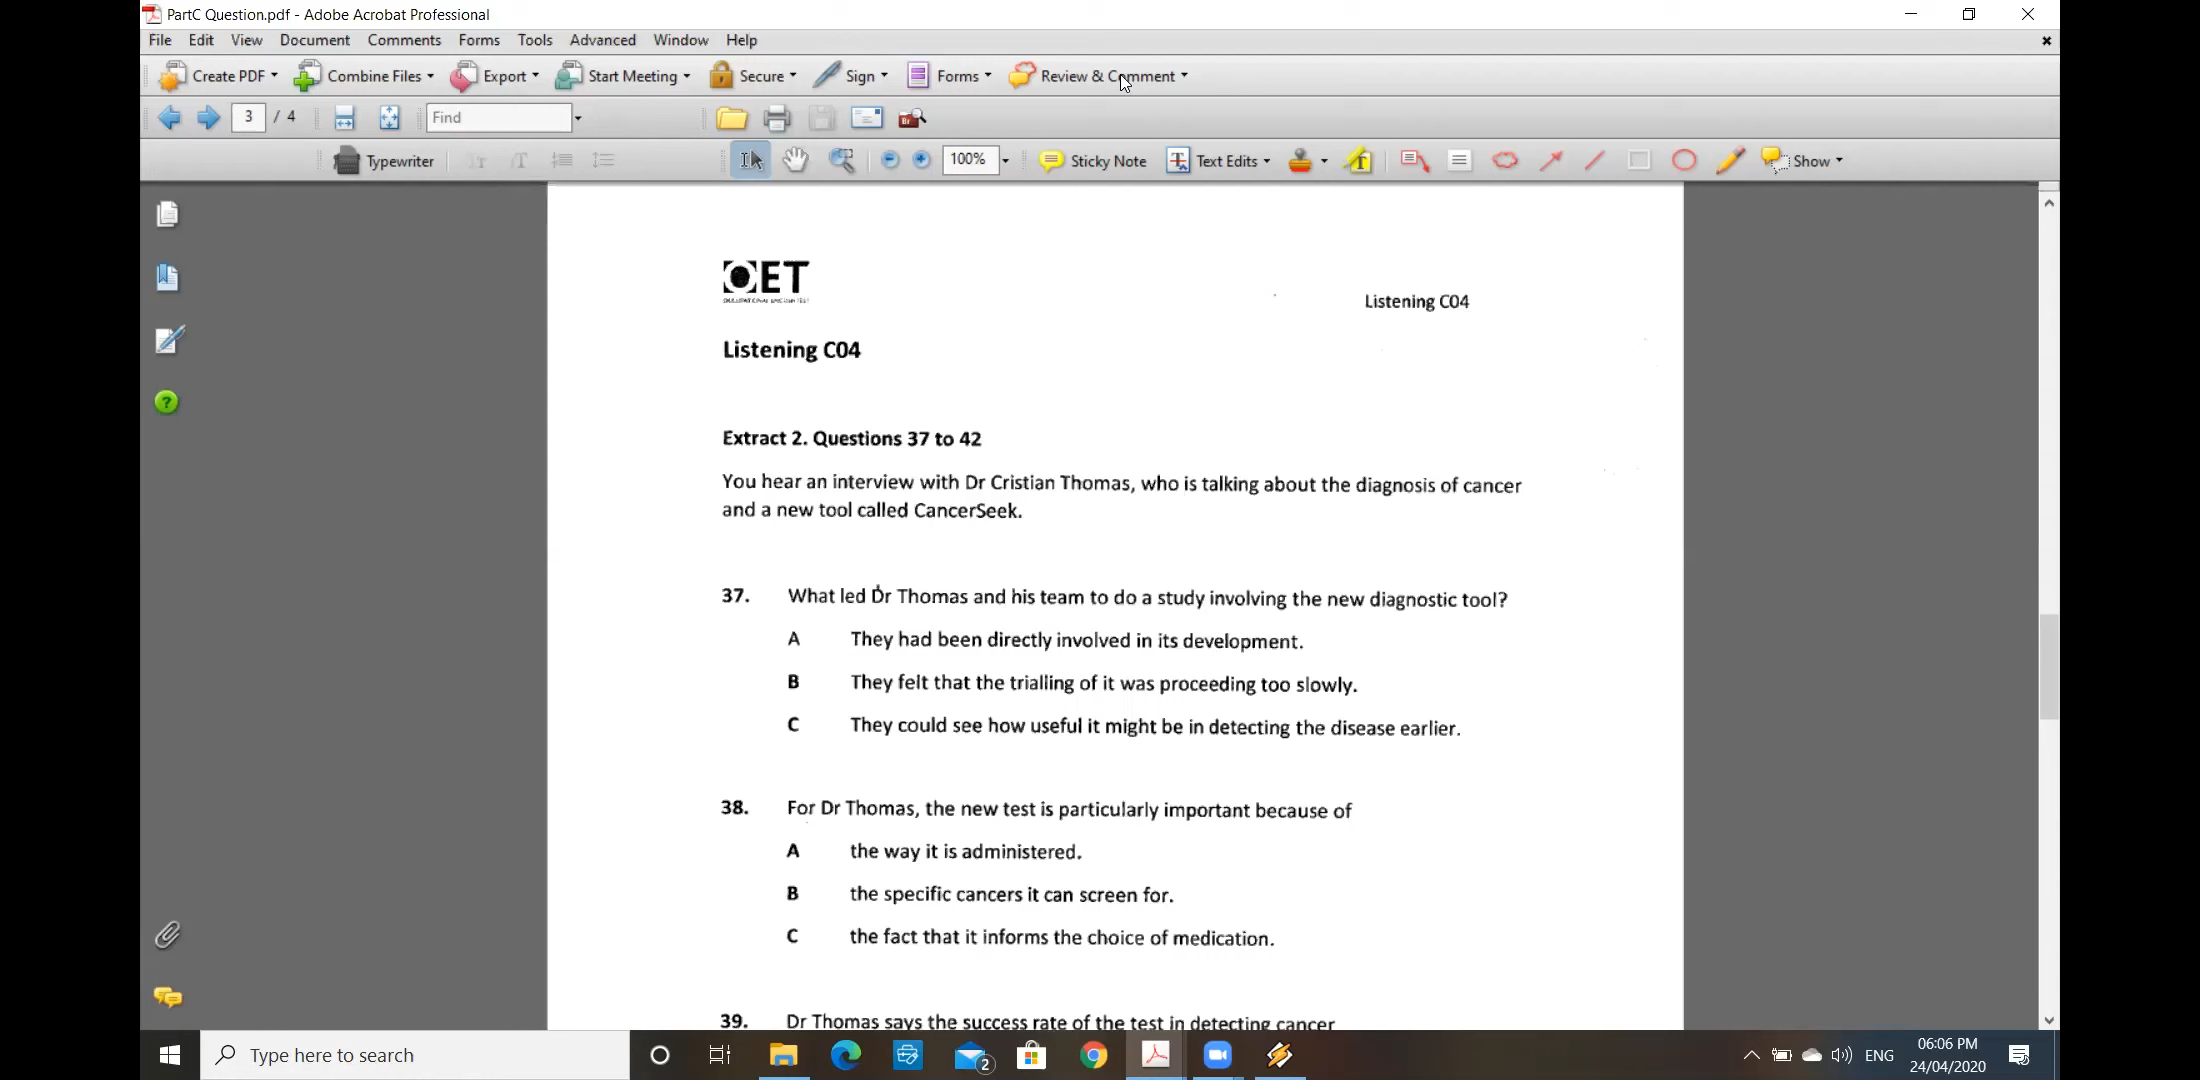 PartC Question.pdf - Adobe Acrobat Professional
File Edit View Document Comments Forms Tools Advanced Window Help
Create PDF Combine Files Export Start Meeting Secure Sign Forms Review & Comment
3 / 4 Find
Typewriter 100% Sticky Note Text Edits Show
OET
Listening C04
Listening C04
Extract 2. Questions 37 to 42
You hear an interview with Dr Cristian Thomas, who is talking about the diagnosis of cancer
and a new tool called CancerSeek.
37. What led Dr Thomas and his team to do a study involving the new diagnostic tool?
A They had been directly involved in its development.
B They felt that the trialling of it was proceeding too slowly.
C They could see how useful it might be in detecting the disease earlier.
38. For Dr Thomas, the new test is particularly important because of
A the way it is administered.
B the specific cancers it can screen for.
C the fact that it informs the choice of medication.
39. Dr Thomas says the success rate of the test in detecting cancer
Type here to search
2
ENG
06:06 PM
24/04/2020